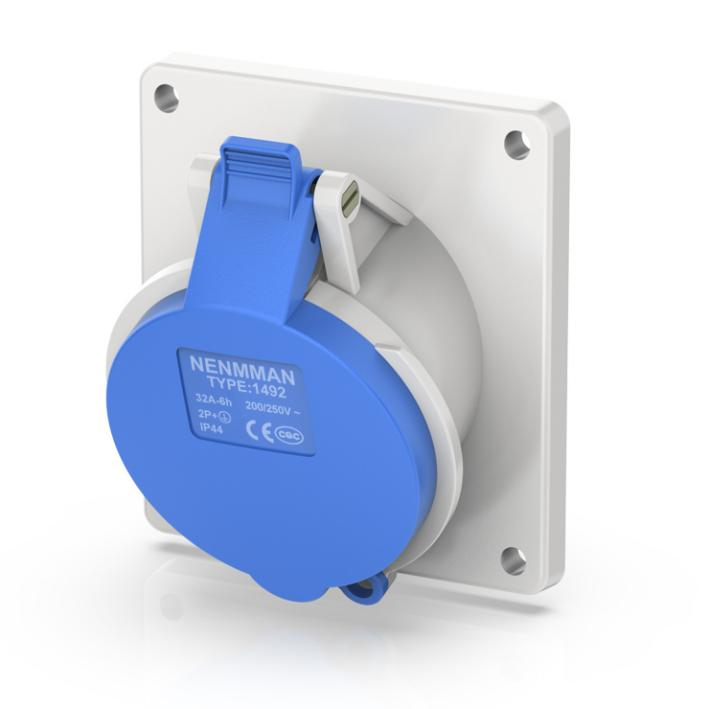 NENMMAN
TYPE:1492
32A-6h 200/250V ~
2P+⏚
IP44 CE CQC